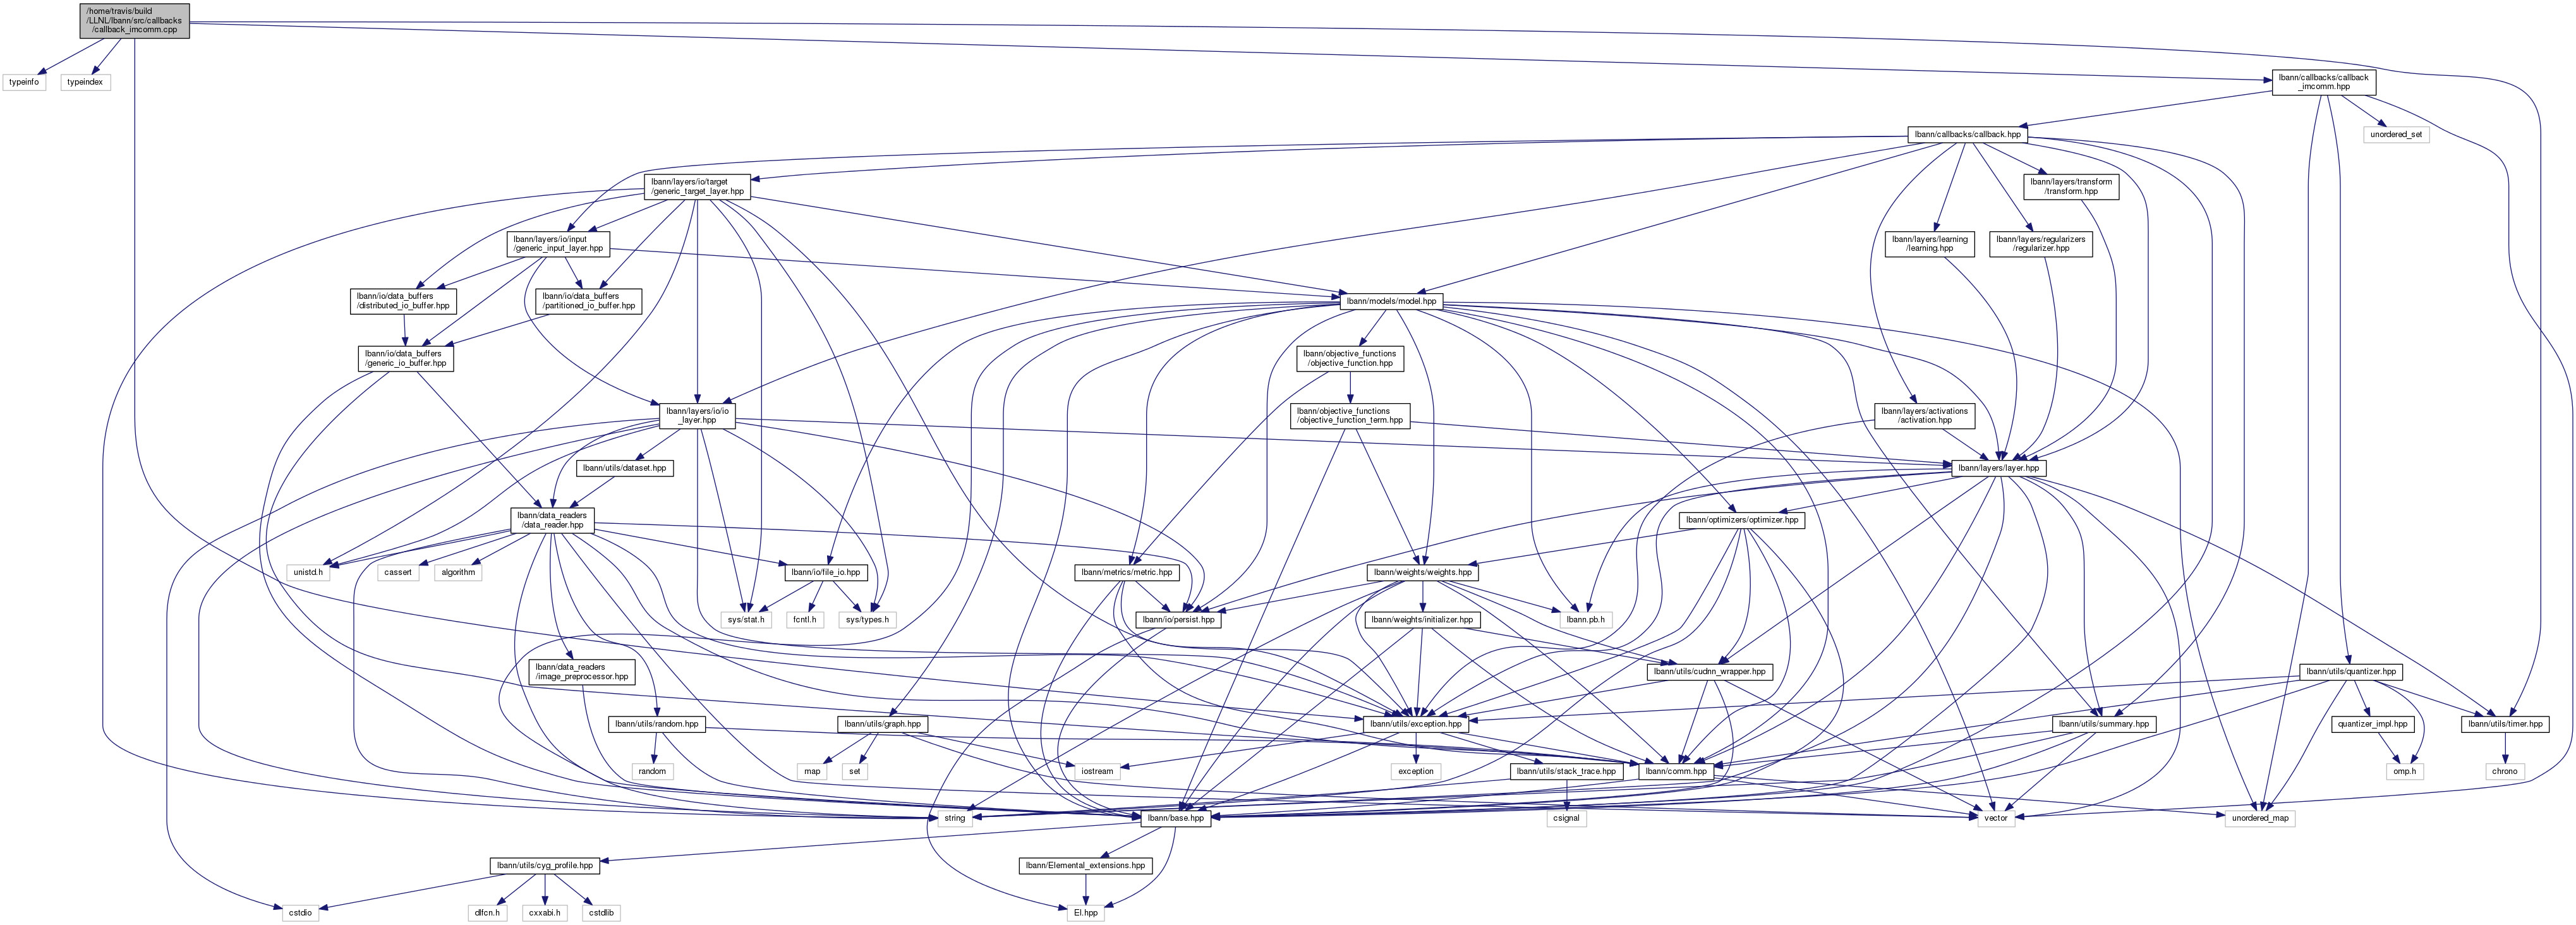 /home/travis/build
/LLNL/lbann/src/callbacks
/callback_imcomm.cpp
typeinfo
typeindex
lbann/callbacks/callback
_imcomm.hpp
lbann/callbacks/callback.hpp
unordered_set
lbann/layers/io/target
/generic_target_layer.hpp
lbann/layers/transform
/transform.hpp
lbann/layers/io/input
/generic_input_layer.hpp
lbann/layers/learning
/learning.hpp
lbann/layers/regularizers
/regularizer.hpp
lbann/io/data_buffers
/distributed_io_buffer.hpp
lbann/io/data_buffers
/partitioned_io_buffer.hpp
lbann/models/model.hpp
lbann/io/data_buffers
/generic_io_buffer.hpp
lbann/objective_functions
/objective_function.hpp
lbann/layers/io/io
_layer.hpp
lbann/objective_functions
/objective_function_term.hpp
lbann/layers/activations
/activation.hpp
lbann/utils/dataset.hpp
lbann/layers/layer.hpp
lbann/data_readers
/data_reader.hpp
lbann/optimizers/optimizer.hpp
unistd.h
cassert
algorithm
lbann/io/file_io.hpp
lbann/metrics/metric.hpp
lbann/weights/weights.hpp
sys/stat.h
fcntl.h
sys/types.h
lbann/io/persist.hpp
lbann/weights/initializer.hpp
lbann.pb.h
lbann/data_readers
/image_preprocessor.hpp
lbann/utils/cudnn_wrapper.hpp
lbann/utils/quantizer.hpp
lbann/utils/random.hpp
lbann/utils/graph.hpp
lbann/utils/exception.hpp
lbann/utils/summary.hpp
quantizer_impl.hpp
lbann/utils/timer.hpp
random
map
set
iostream
exception
lbann/utils/stack_trace.hpp
lbann/comm.hpp
omp.h
chrono
string
lbann/base.hpp
csignal
vector
unordered_map
lbann/utils/cyg_profile.hpp
lbann/Elemental_extensions.hpp
cstdio
dlfcn.h
cxxabi.h
cstdlib
El.hpp